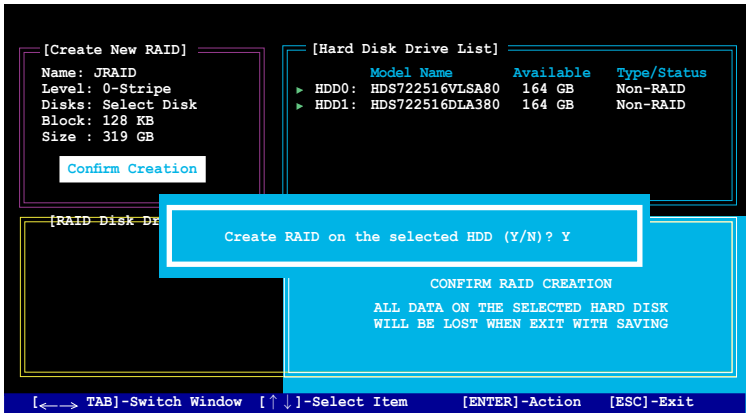 [Create New RAID]
Name: JRAID
Level: 0-Stripe
Disks: Select Disk
Block: 128 KB
Size : 319 GB
Confirm Creation
[Hard Disk Drive List]
Model Name Available Type/Status
► HDD0: HDS722516VLSA80 164 GB Non-RAID
► HDD1: HDS722516DLA380 164 GB Non-RAID
[RAID Disk Dr
Create RAID on the selected HDD (Y/N)? Y
CONFIRM RAID CREATION
ALL DATA ON THE SELECTED HARD DISK
WILL BE LOST WHEN EXIT WITH SAVING
[←→ TAB]-Switch Window [↑↓]-Select Item [ENTER]-Action [ESC]-Exit